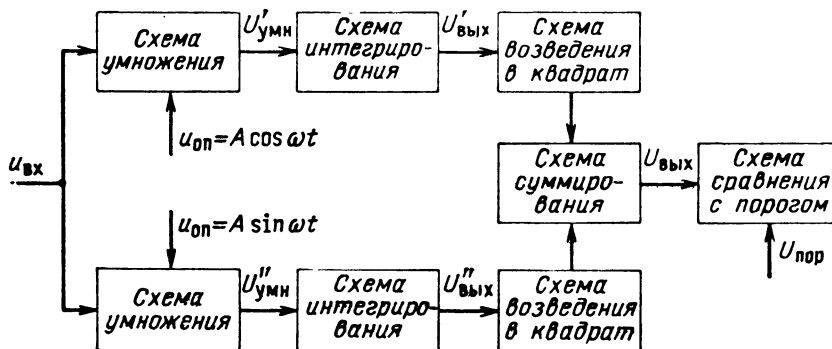 Схема
умножения
U′умн
Схема
интегриро-
вания
U′вых
Схема
возведения
в квадрат
uоп = A cos ωt
uвх
Схема
суммиро-
вания
Uвых
Схема
сравнения
с порогом
Uпор
uоп = A sin ωt
Схема
умножения
U″умн
Схема
интегриро-
вания
U″вых
Схема
возведения
в квадрат